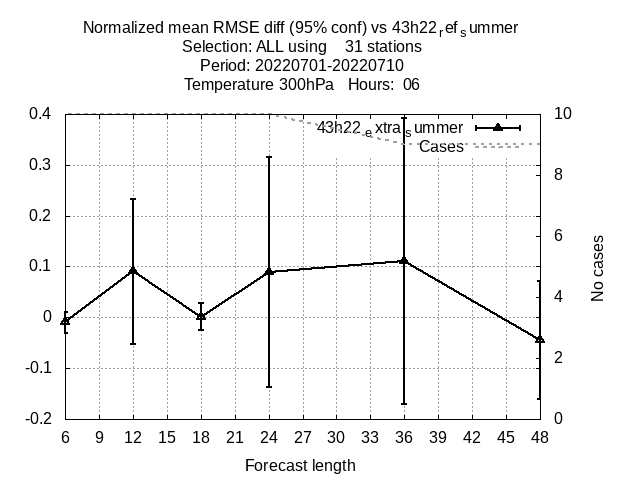 Normalized mean RMSE diff (95% conf) vs 43h22refsummer
Selection: ALL using 31 stations
Period: 20220701-20220710
Temperature 300hPa Hours: 06
43h22extrasummer
Cases
0.4
0.3
0.2
0.1
0
-0.1
-0.2
10
8
6
4
2
0
No cases
6 9 12 15 18 21 24 27 30 33 36 39 42 45 48
Forecast length